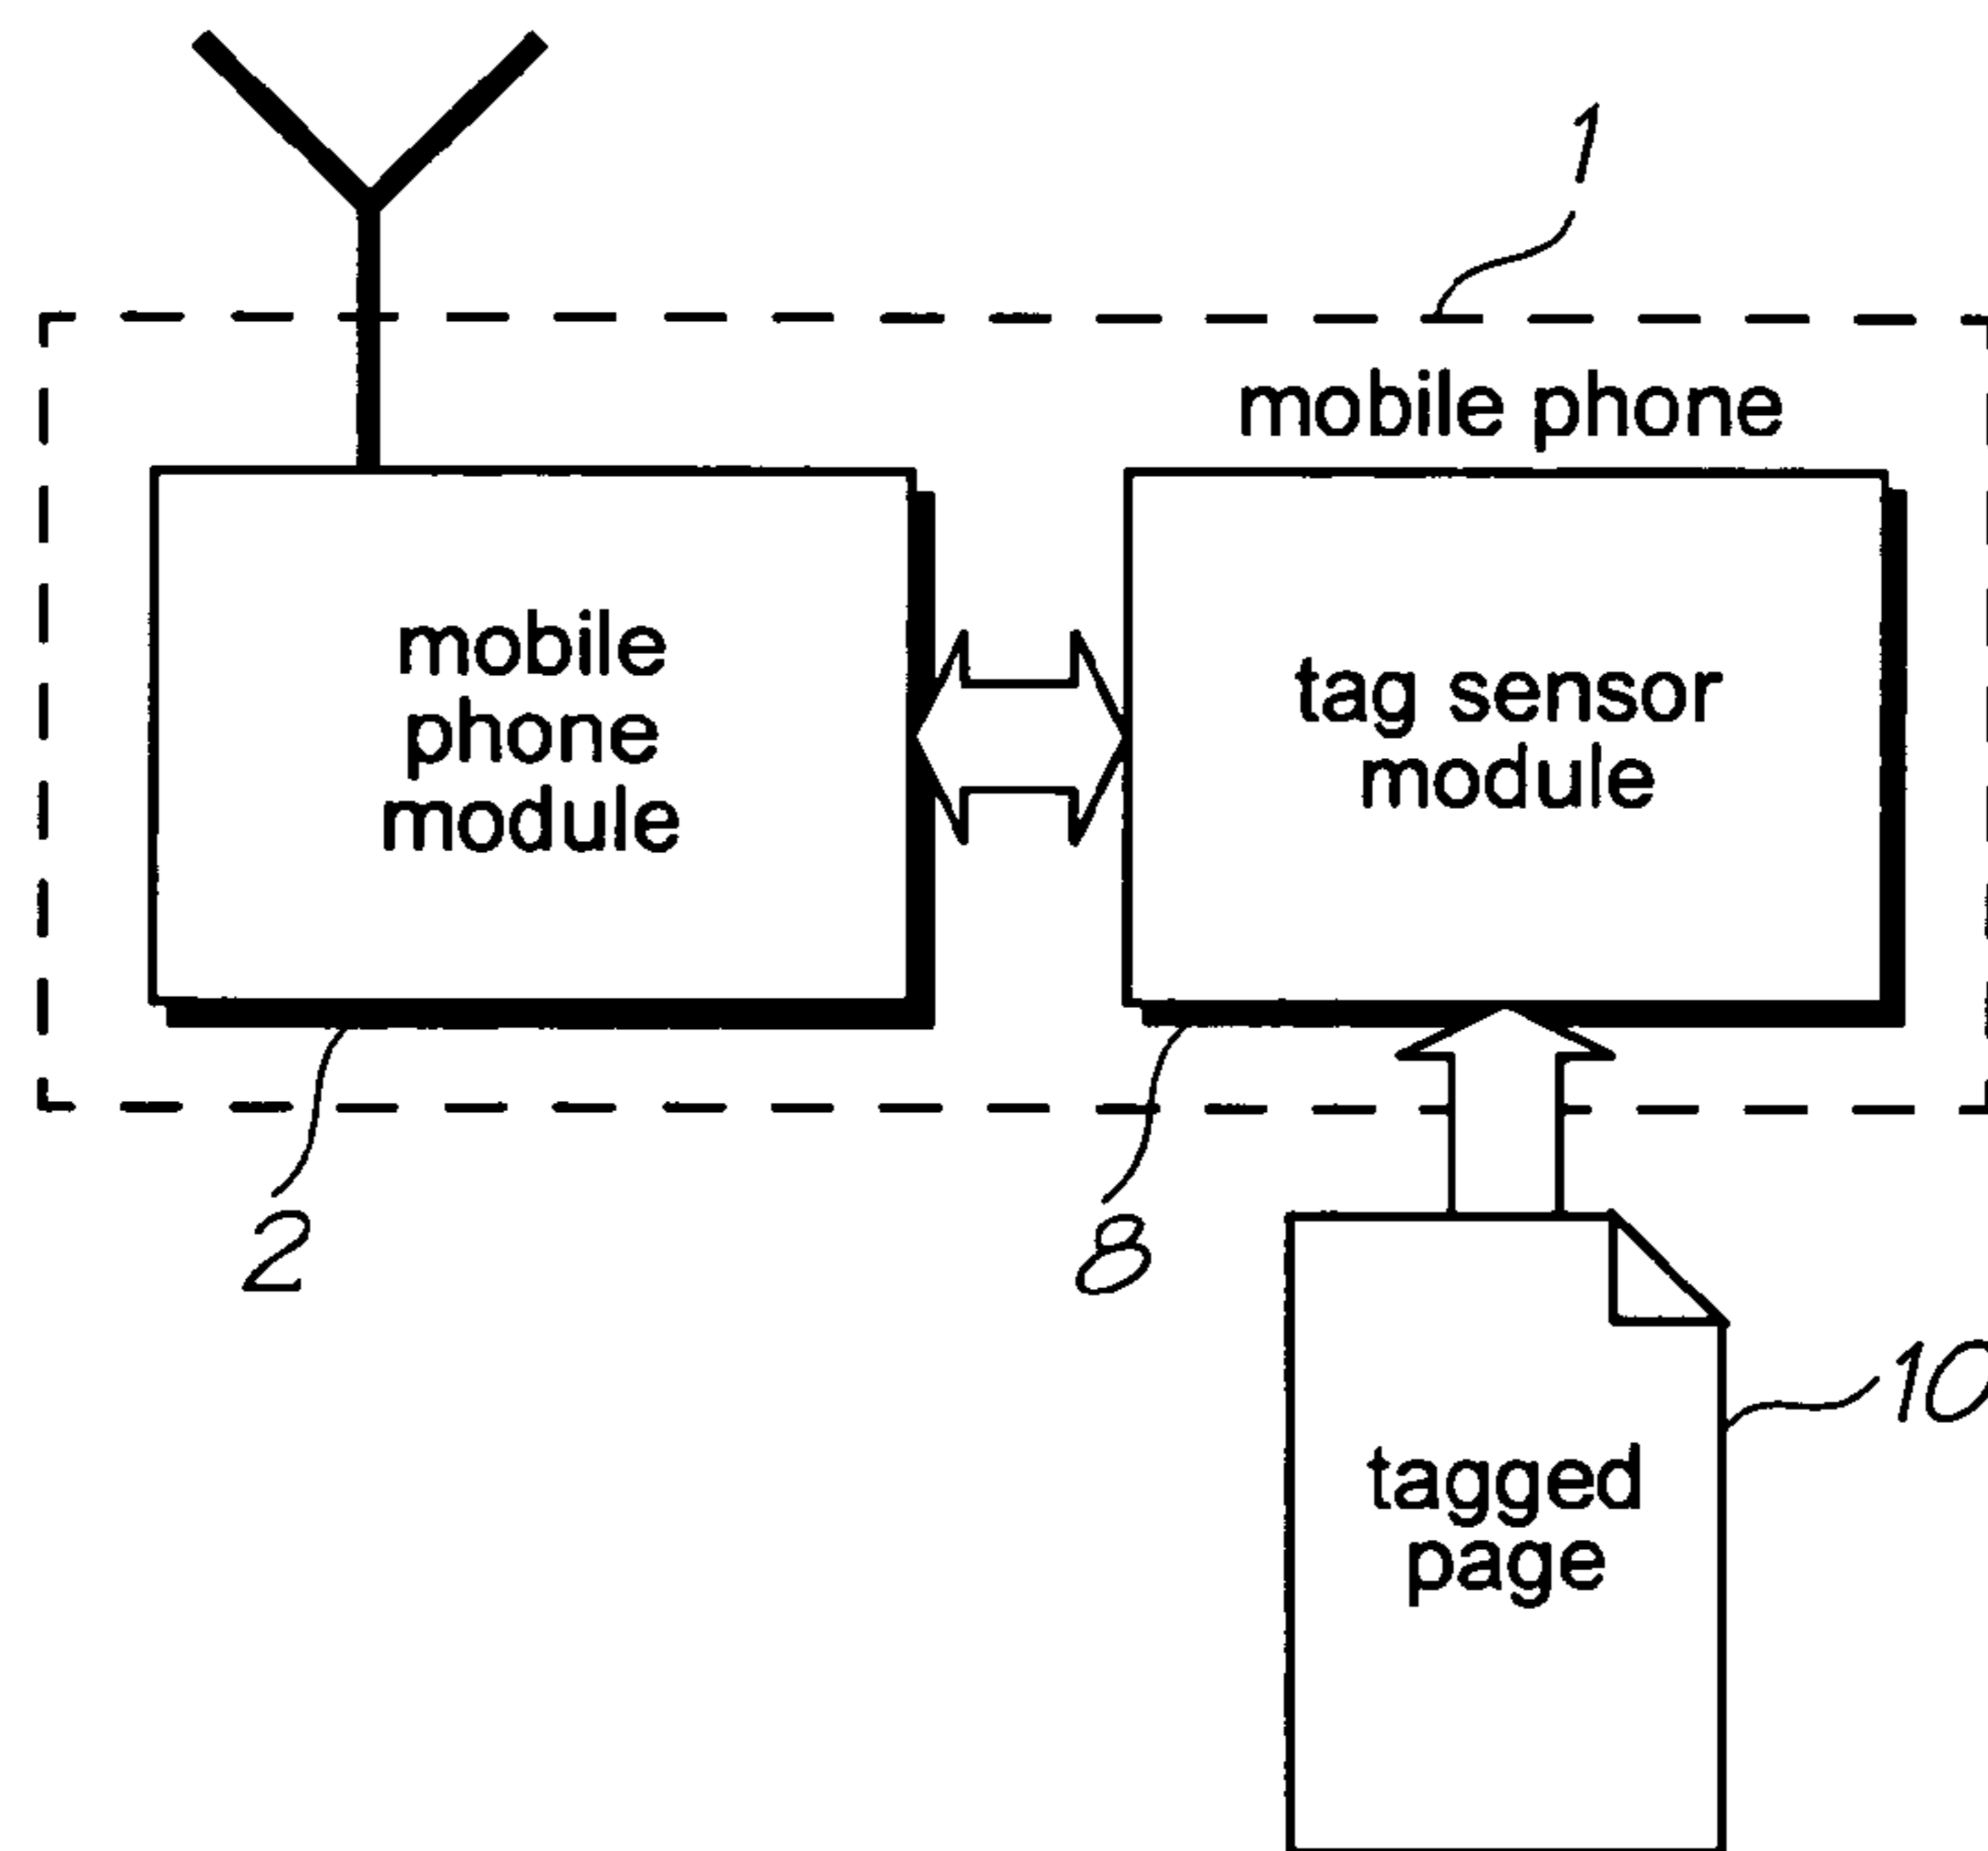 1
mobile phone
mobile
phone
module
tag sensor
module
2
8
10
tagged
page